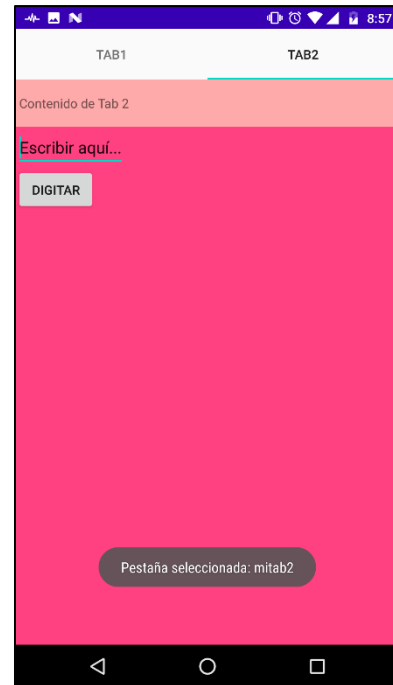 8:57
TAB1 TAB2
Contenido de Tab 2
Escribir aquí...
DIGITAR
Pestaña seleccionada: mitab2